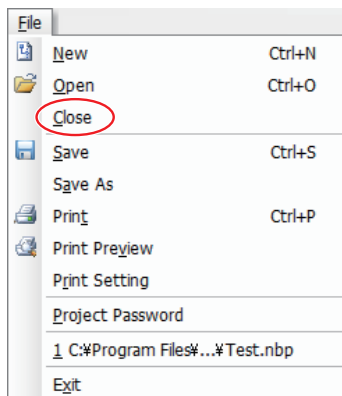 File
New Ctrl+N
Open Ctrl+O
Close
Save Ctrl+S
Save As
Print Ctrl+P
Print Preview
Print Setting
Project Password
1 C:¥Program Files¥...¥Test.nbp
Exit